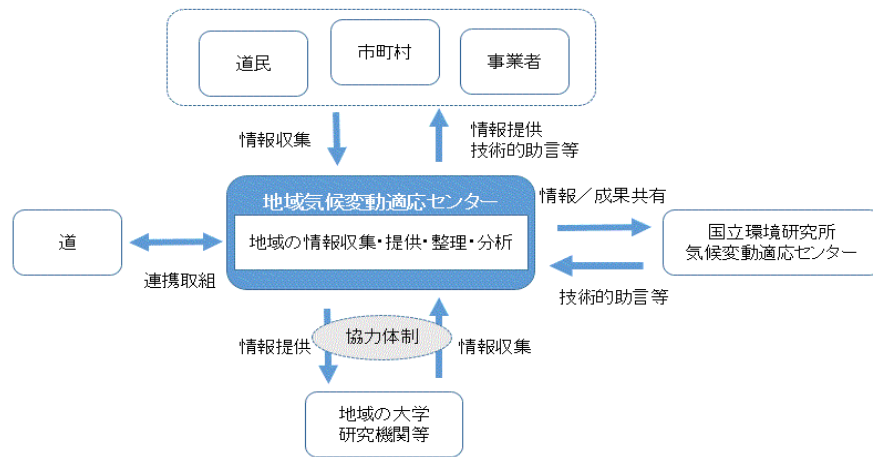 道民
市町村
事業者
情報収集
情報提供
技術的助言等
地域気候変動適応センター
地域の情報収集・提供・整理・分析
情報／成果共有
道
連携取組
国立環境研究所
気候変動適応センター
技術的助言等
協力体制
情報提供
情報収集
地域の大学
研究機関等